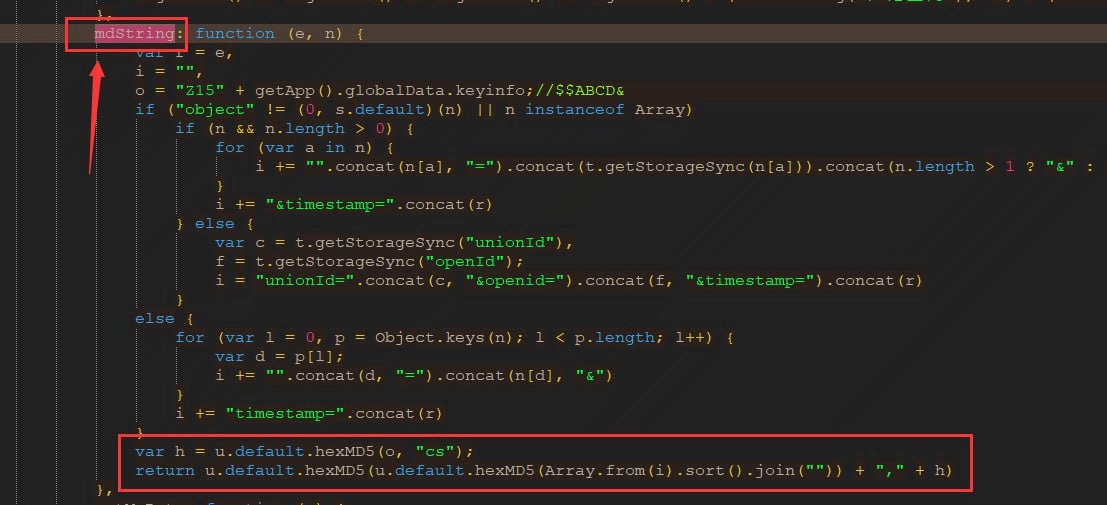 },
mdString: function (e, n) {
var r = e,
i = "",
o = "Z15" + getApp().globalData.keyinfo;//$$ABCD&
if ("object" != (0, s.default)(n) || n instanceof Array)
if (n && n.length > 0) {
for (var a in n) {
i += "".concat(n[a], "=").concat(t.getStorageSync(n[a])).concat(n.length > 1 ? "&" :
}
i += "&timestamp=".concat(r)
} else {
var c = t.getStorageSync("unionId"),
f = t.getStorageSync("openId");
i = "unionId=".concat(c, "&openid=").concat(f, "&timestamp=").concat(r)
}
else {
for (var l = 0, p = Object.keys(n); l < p.length; l++) {
var d = p[l];
i += "".concat(d, "=").concat(n[d], "&")
}
i += "timestamp=".concat(r)
}
var h = u.default.hexMD5(o, "cs");
return u.default.hexMD5(u.default.hexMD5(Array.from(i).sort().join("")) + "," + h)
},